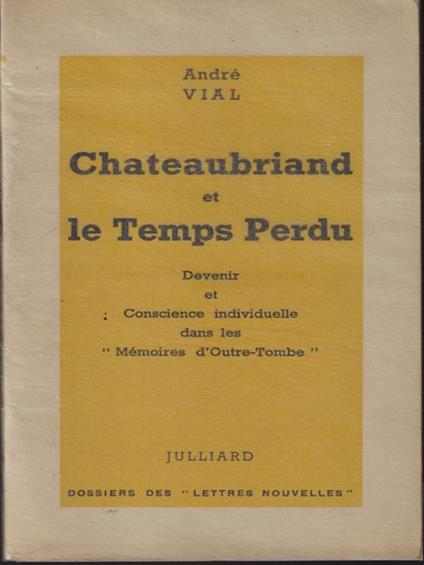 André
VIAL
Chateaubriand
et
le Temps Perdu
Devenir
et
Conscience individuelle
dans les
" Mémoires d'Outre-Tombe "
JULLIARD
DOSSIERS DES "LETTRES NOUVELLES"